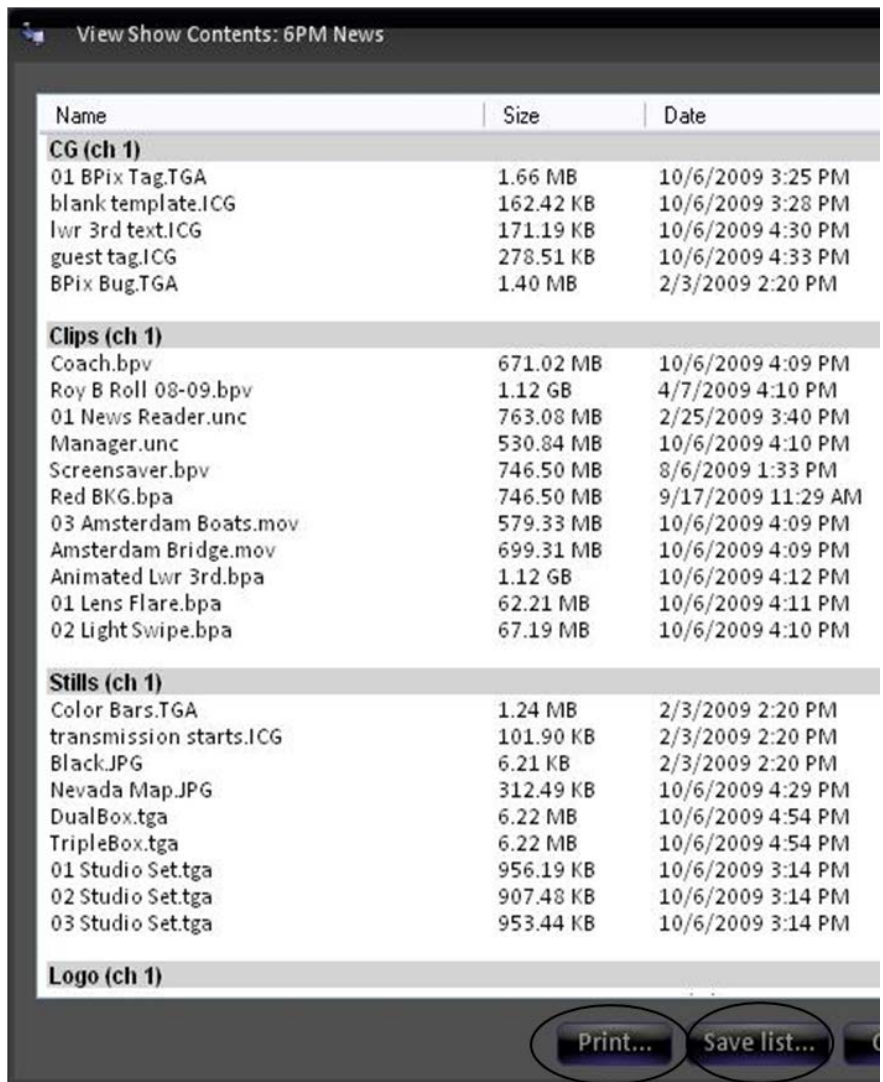 View Show Contents: 6PM News
Name Size Date
CG (ch 1)
01 BPix Tag.TGA 1.66 MB 10/6/2009 3:25 PM
blank template.ICG 162.42 KB 10/6/2009 3:28 PM
lwr 3rd text.ICG 171.19 KB 10/6/2009 4:30 PM
guest tag.ICG 278.51 KB 10/6/2009 4:33 PM
BPix Bug.TGA 1.40 MB 2/3/2009 2:20 PM
Clips (ch 1)
Coach.bpv 671.02 MB 10/6/2009 4:09 PM
Roy B Roll 08-09.bpv 1.12 GB 4/7/2009 4:10 PM
01 News Reader.unc 763.08 MB 2/25/2009 3:40 PM
Manager.unc 530.84 MB 10/6/2009 4:10 PM
Screensaver.bpv 746.50 MB 8/6/2009 1:33 PM
Red BKG.bpa 746.50 MB 9/17/2009 11:29 AM
03 Amsterdam Boats.mov 579.33 MB 10/6/2009 4:09 PM
Amsterdam Bridge.mov 699.31 MB 10/6/2009 4:09 PM
Animated Lwr 3rd.bpa 1.12 GB 10/6/2009 4:12 PM
01 Lens Flare.bpa 62.21 MB 10/6/2009 4:11 PM
02 Light Swipe.bpa 67.19 MB 10/6/2009 4:10 PM
Stills (ch 1)
Color Bars.TGA 1.24 MB 2/3/2009 2:20 PM
transmission starts.ICG 101.90 KB 2/3/2009 2:20 PM
Black.JPG 6.21 KB 2/3/2009 2:20 PM
Nevada Map.JPG 312.49 KB 10/6/2009 4:29 PM
DualBox.tga 6.22 MB 10/6/2009 4:54 PM
TripleBox.tga 6.22 MB 10/6/2009 4:54 PM
01 Studio Set.tga 956.19 KB 10/6/2009 3:14 PM
02 Studio Set.tga 907.48 KB 10/6/2009 3:14 PM
03 Studio Set.tga 953.44 KB 10/6/2009 3:14 PM
Logo (ch 1)
Print... Save list...